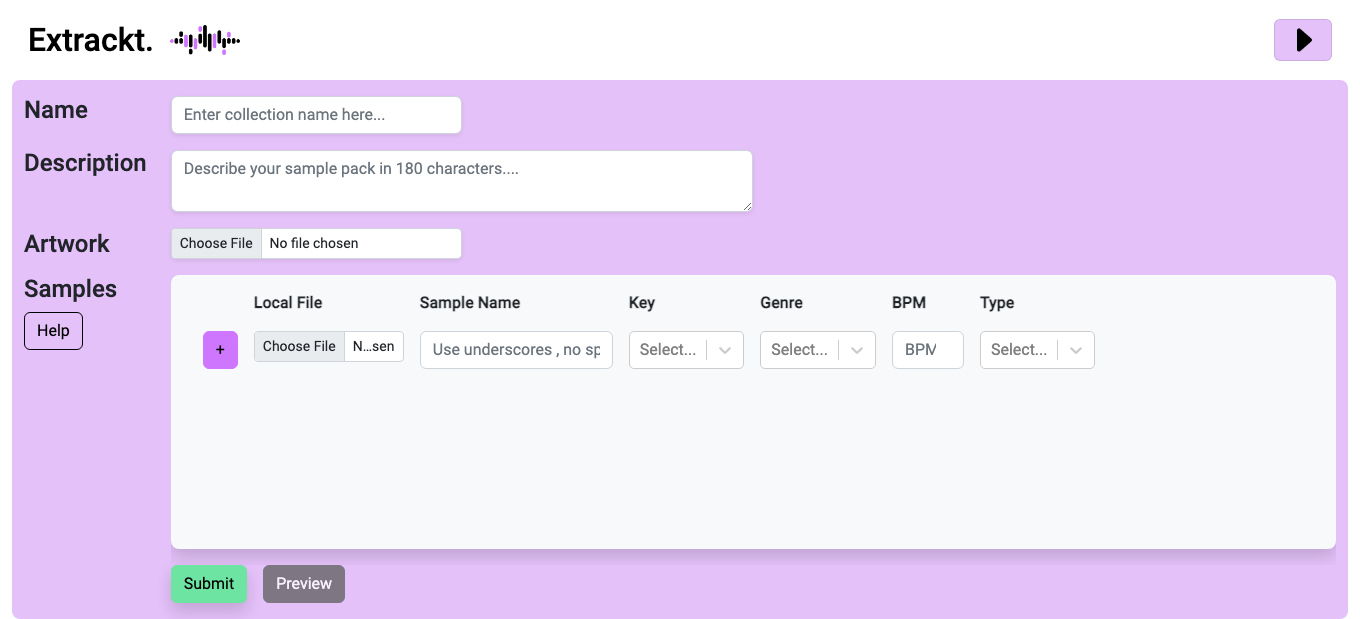 Extrackt.
Name
Enter collection name here...
Description
Describe your sample pack in 180 characters....
Artwork
Choose File No file chosen
Samples
Help
Local File Sample Name Key Genre BPM Type
+ Choose File N...sen Use underscores , no sp Select... Select... BPM Select...
Submit Preview